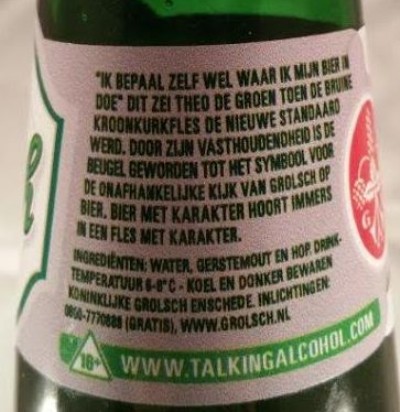 "IK BEPAAL ZELF WEL WAAR IK MIJN BIER IN
DOE" DIT ZEI THEO DE GROEN TOEN DE BRUINE
KROONKURKFLES DE NIEUWE STANDAARD
WERD. DOOR ZIJN VASTHOUDENDHEID IS DE
BEUGEL GEWORDEN TOT HET SYMBOOL VOOR
DE ONAFHANKELIJKE KIJK VAN GROLSCH OP
BIER. BIER MET KARAKTER HOORT IMMERS
IN EEN FLES MET KARAKTER.
INGREDIËNTEN: WATER, GERSTEMOUT EN HOP. DRINK-
TEMPERATUUR 6-8°C - KOEL EN DONKER BEWAREN
KONINKLIJKE GROLSCH ENSCHEDE. INLICHTINGEN:
(GRATIS), WWW.GROLSCH.NL
16+ WWW.TALKINGALCOHOL.COM
h
G